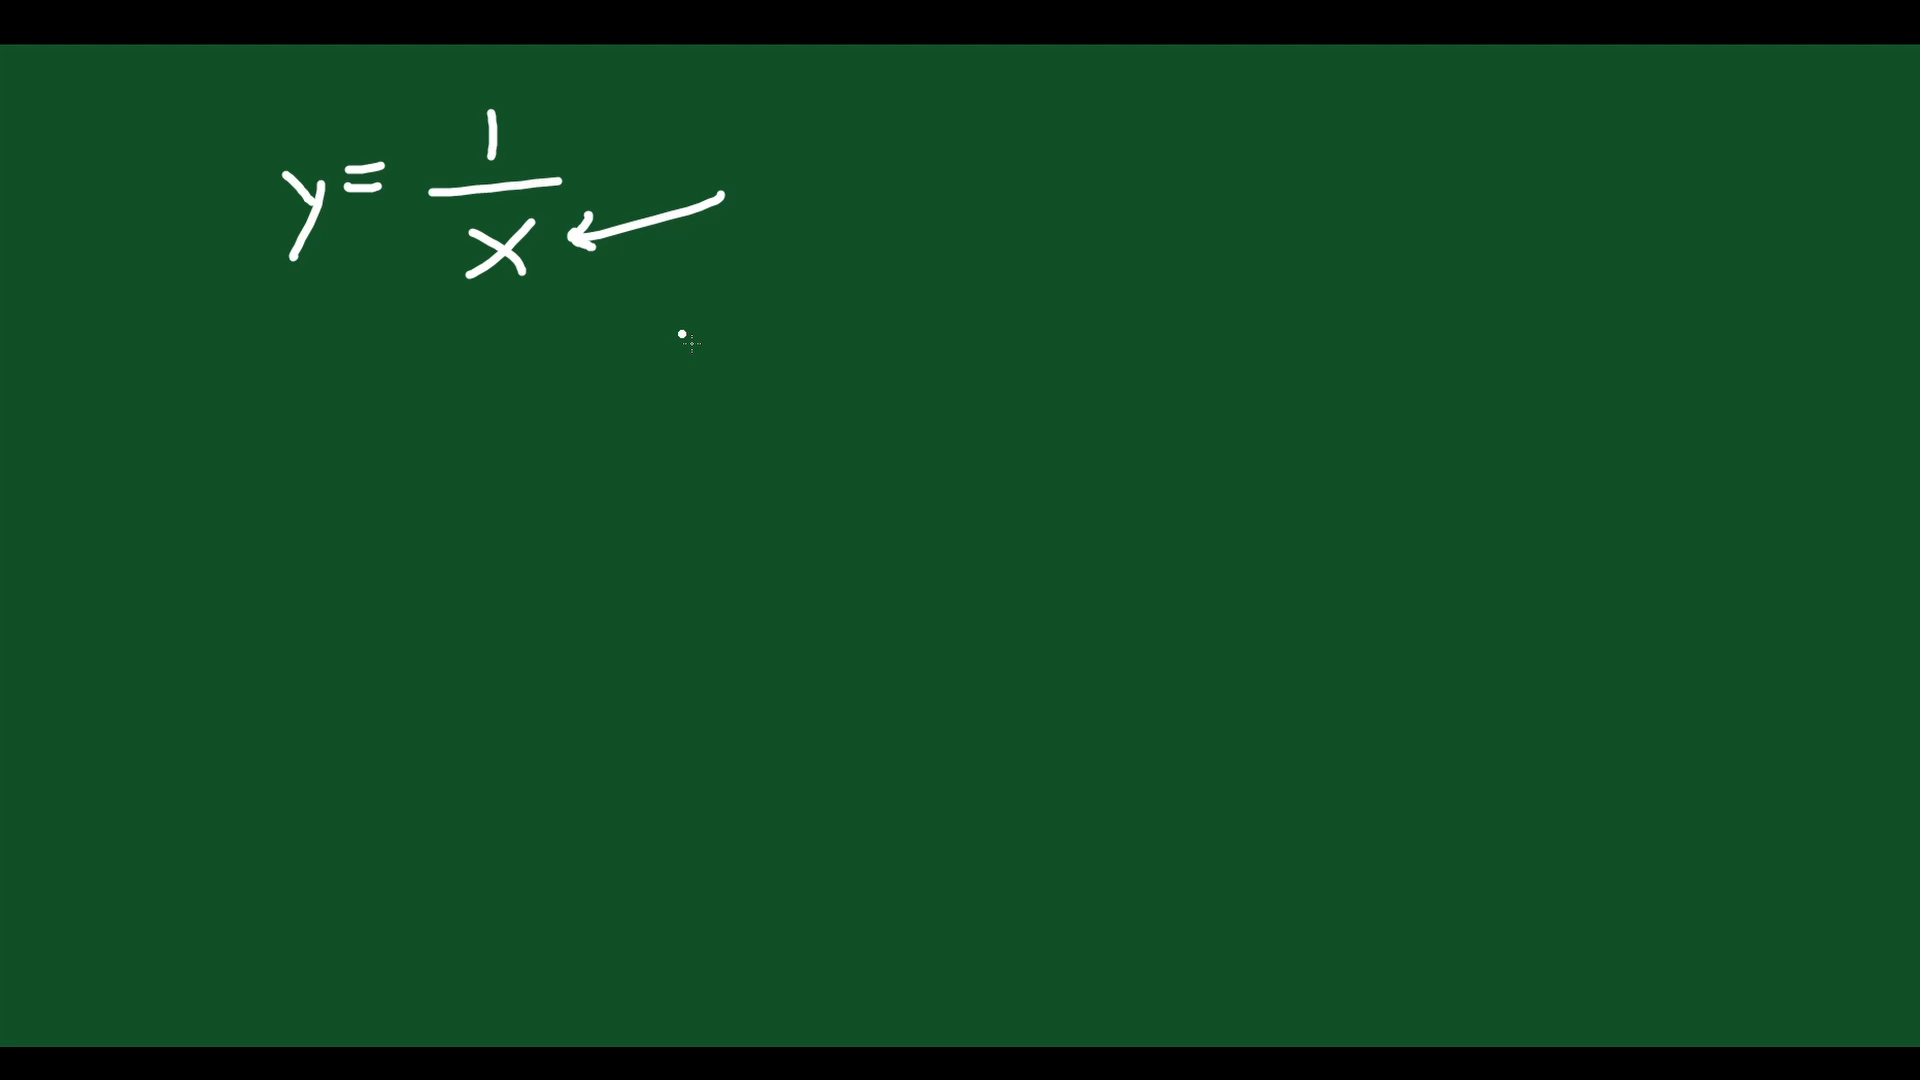 y = 1/x